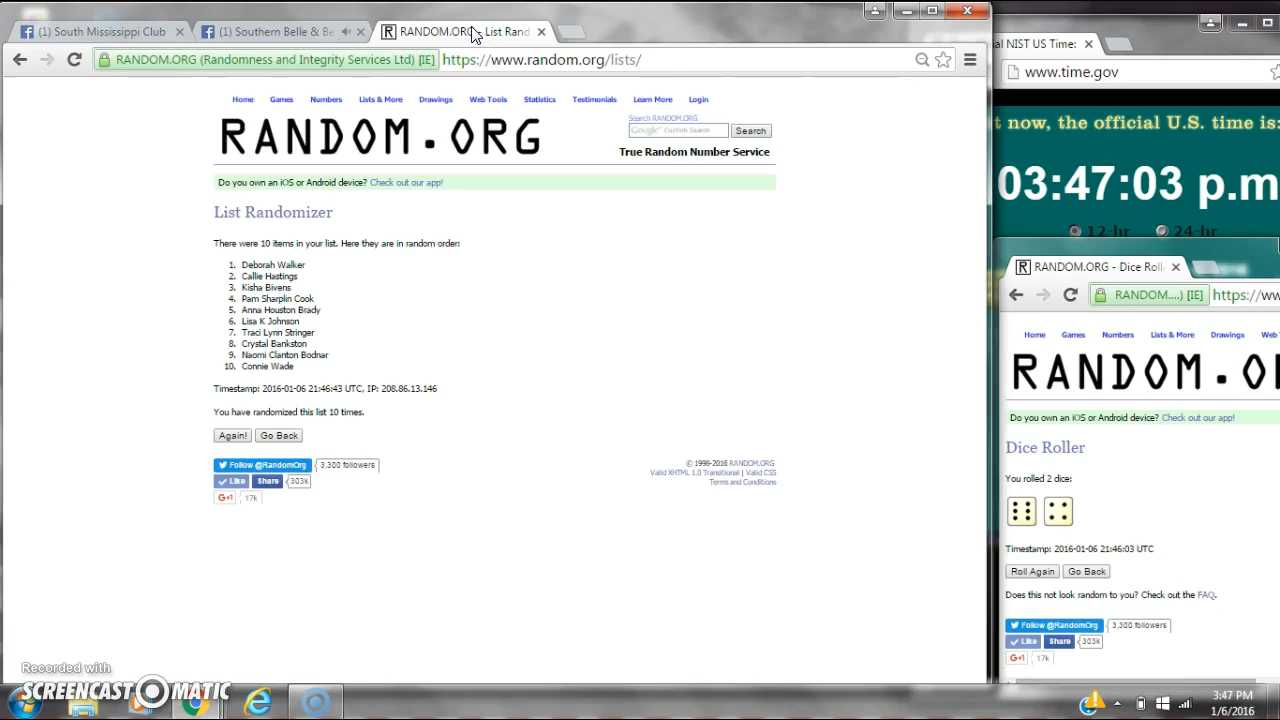 (1) South Mississippi Club
(1) Southern Belle & Be
RANDOM.ORG - List Rand
RANDOM.ORG (Randomness and Integrity Services Ltd) [IE]
https://www.random.org/lists/
Home Games Numbers Lists & More Drawings Web Tools Statistics Testimonials Learn More Login
RANDOM.ORG
Search RANDOM.ORG
Google™ Custom Search
Search
True Random Number Service
Do you own an iOS or Android device? Check out our app!
List Randomizer
There were 10 items in your list. Here they are in random order:
1. Deborah Walker
2. Callie Hastings
3. Kisha Bivens
4. Pam Sharplin Cook
5. Anna Houston Brady
6. Lisa K Johnson
7. Traci Lynn Stringer
8. Crystal Bankston
9. Naomi Clanton Bodnar
10. Connie Wade
Timestamp: 2016-01-06 21:46:43 UTC, IP: 208.86.13.146
You have randomized this list 10 times.
Again! Go Back
Follow @RandomOrg 3,300 followers
Like Share 303k
G+1 17k
© 1998-2016 RANDOM.ORG
Valid XHTML 1.0 Transitional | Valid CSS
Terms and Conditions
al NIST US Time:
www.time.gov
t now, the official U.S. time is:
03:47:03 p.m
12-hr 24-hr
RANDOM.ORG - Dice Roll
RANDOM....) [IE]
https://ww
Home Games Numbers Lists & More Drawings Web T
RANDOM.O
Do you own an iOS or Android device? Check out our app!
Dice Roller
You rolled 2 dice:
Timestamp: 2016-01-06 21:46:03 UTC
Roll Again Go Back
Does this not look random to you? Check out the FAQ.
Follow @RandomOrg 3,300 followers
Like Share 303k
G+1 17k
Recorded with
SCREENCAST-O-MATIC
3:47 PM
1/6/2016